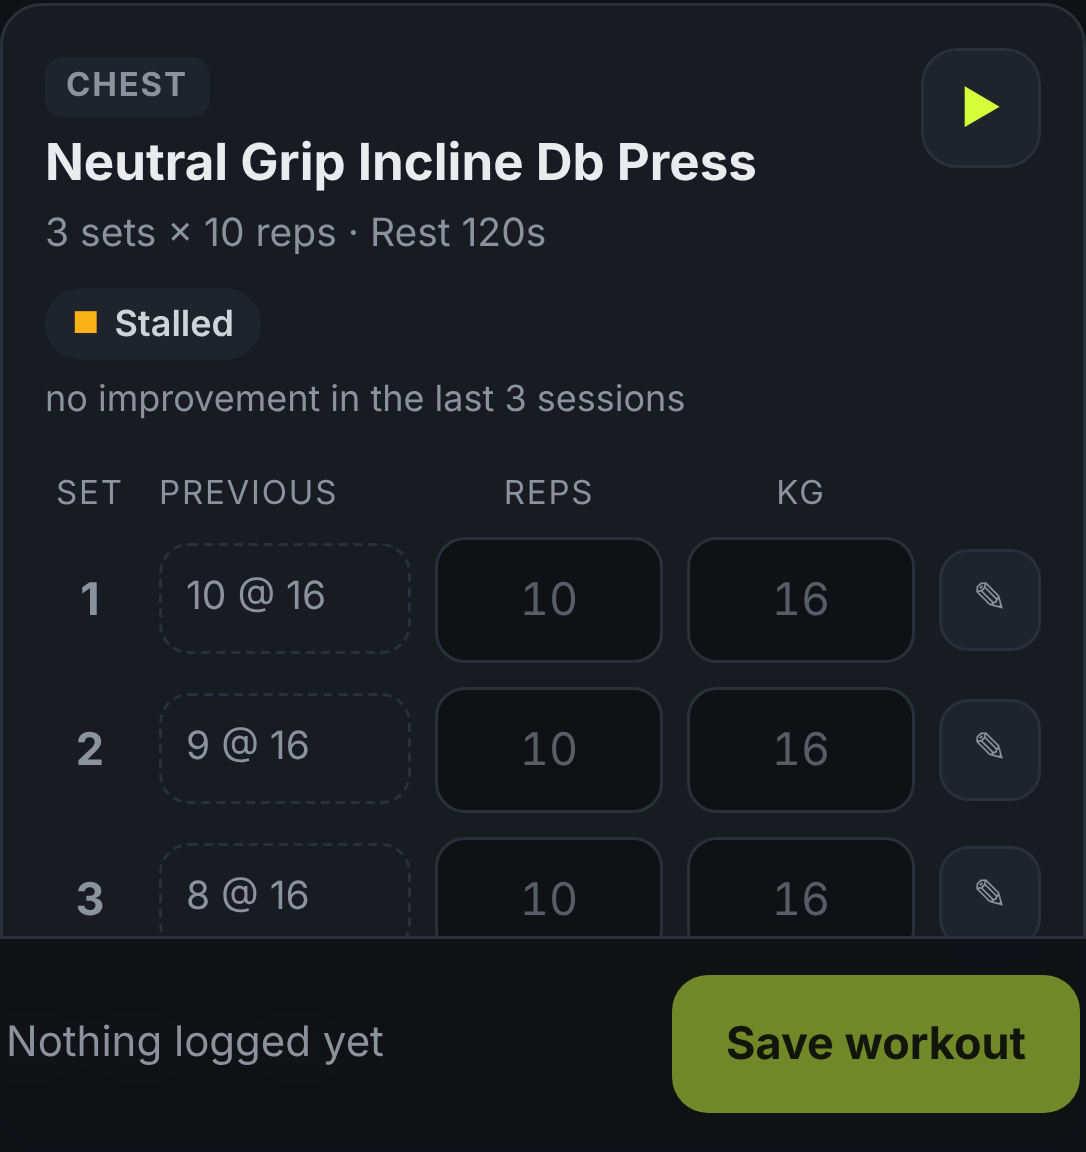 CHEST
Neutral Grip Incline Db Press
3 sets × 10 reps · Rest 120s
Stalled
no improvement in the last 3 sessions
SET PREVIOUS REPS KG
1 10 @ 16 10 16
2 9 @ 16 10 16
3 8 @ 16 10 16
Nothing logged yet
Save workout